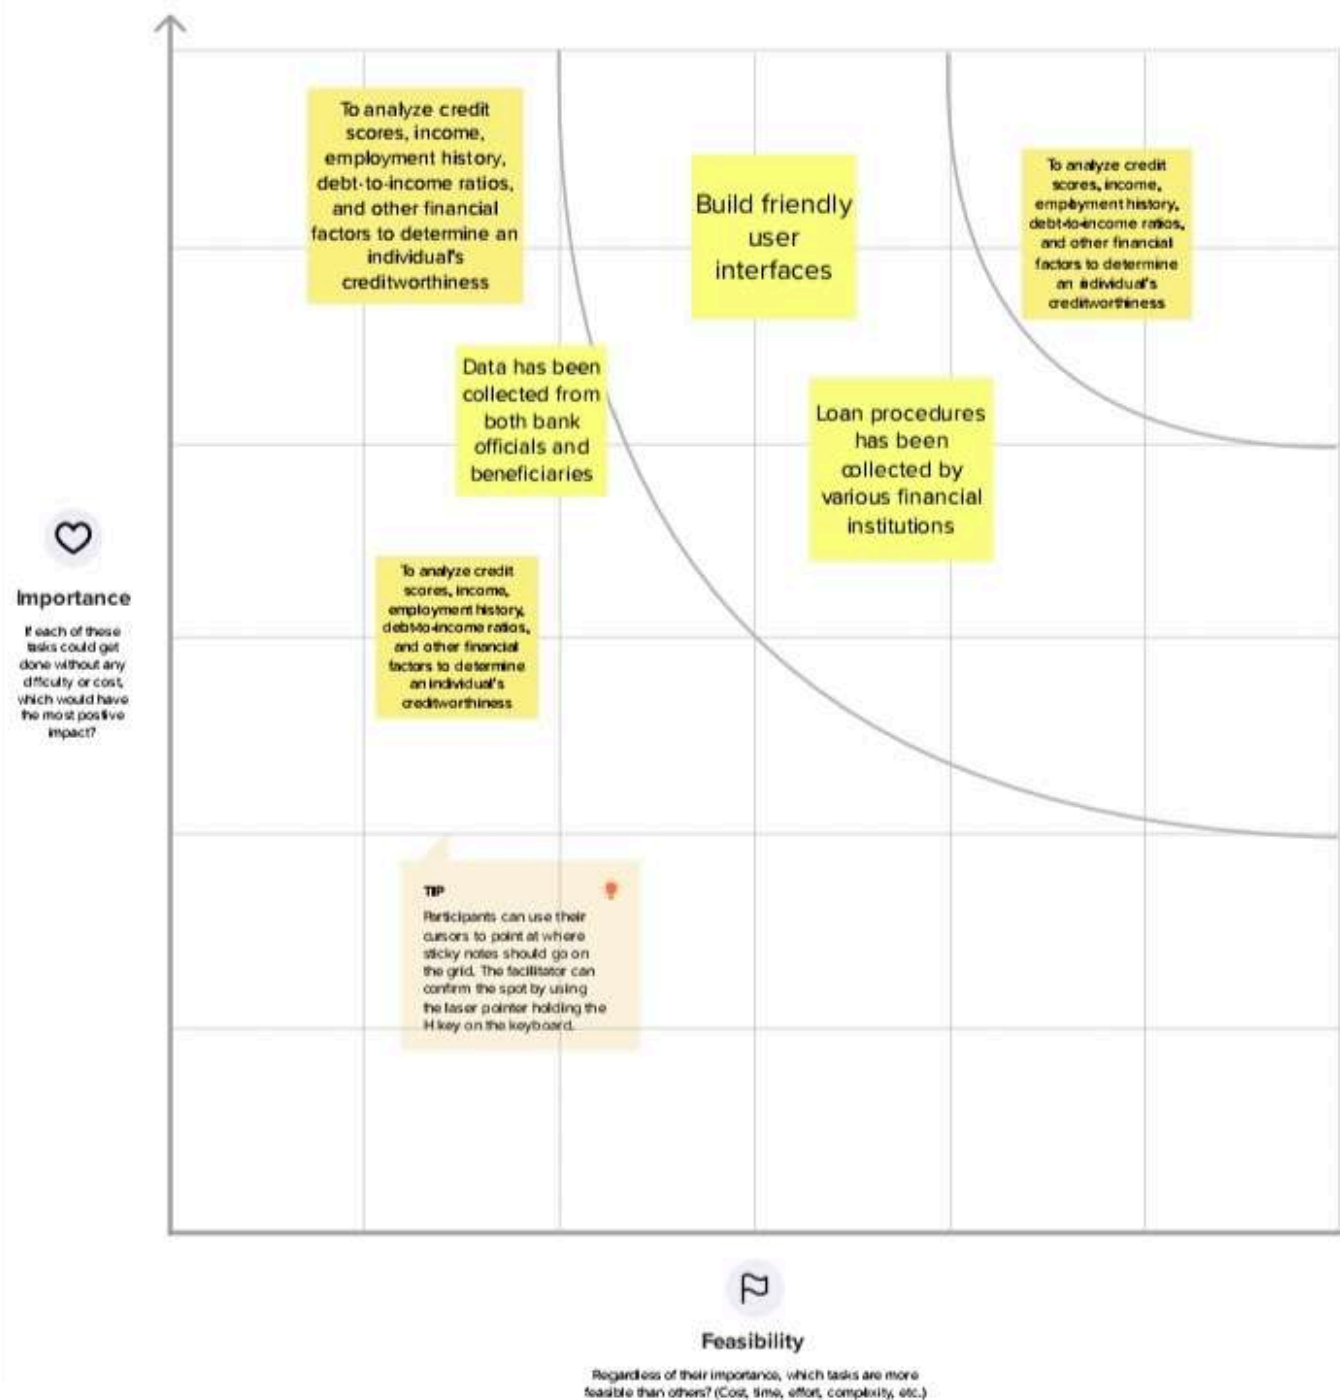 To analyze credit
scores, income,
employment history,
debt-to-income ratios,
and other financial
factors to determine an
individual's
creditworthiness
Build friendly
user
interfaces
To analyze credit
scores, income,
employment history,
debt-to-income ratios,
and other financial
factors to determine
an individual's
creditworthiness
Data has been
collected from
both bank
officials and
beneficiaries
Loan procedures
has been
collected by
various financial
institutions
To analyze credit
scores, income,
employment history,
debt-to-income ratios,
and other financial
factors to determine
an individual's
creditworthiness
Importance
If each of these
tasks could get
done without any
difficulty or cost,
which would have
the most positive
impact?
TIP
Participants can use their
cursors to point at where
sticky notes should go on
the grid. The facilitator can
confirm the spot by using
the laser pointer holding the
H key on the keyboard.
Feasibility
Regardless of their importance, which tasks are more
feasible than others? (Cost, time, effort, complexity, etc.)